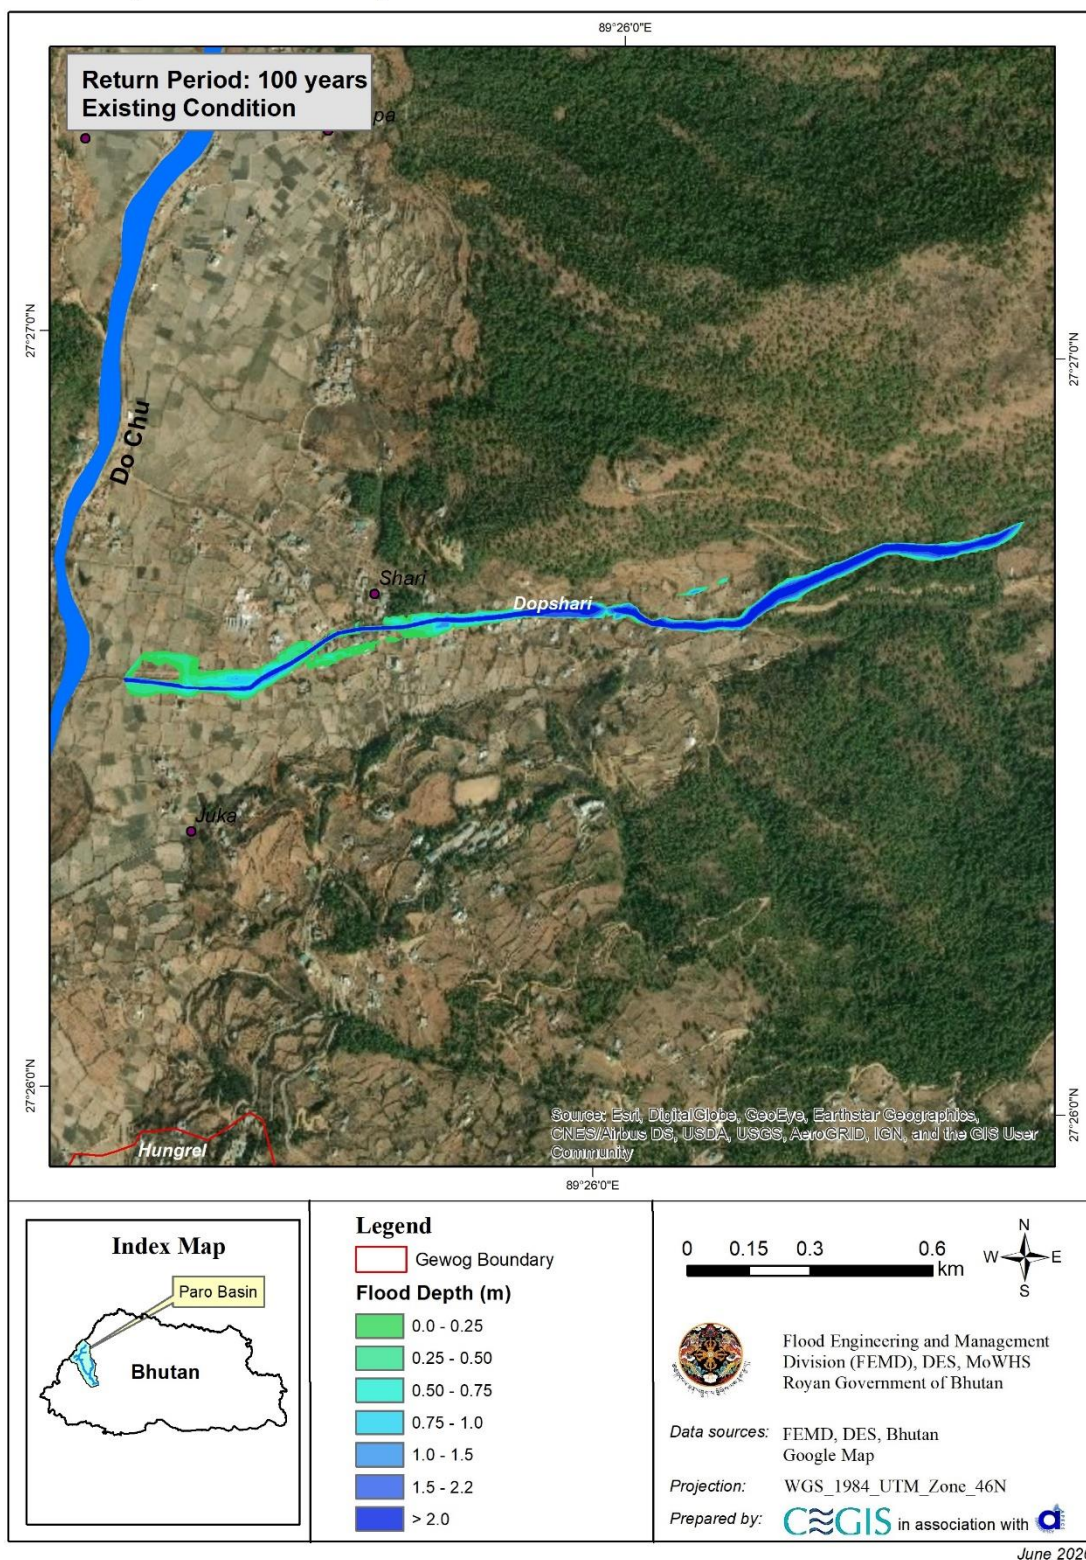 89°26'0"E
Return Period: 100 years
Existing Condition
pa
27°27'0"N
27°27'0"N
Do Chu
Shari
Dopshari
Juka
27°26'0"N
27°26'0"N
Hungrel
Source: Esri, DigitalGlobe, GeoEye, Earthstar Geographics,
CNES/Airbus DS, USDA, USGS, AeroGRID, IGN, and the GIS User
Community
89°26'0"E
Index Map
Paro Basin
Bhutan
Legend
Gewog Boundary
Flood Depth (m)
0.0 - 0.25
0.25 - 0.50
0.50 - 0.75
0.75 - 1.0
1.0 - 1.5
1.5 - 2.2
> 2.0
0 0.15 0.3 0.6
km
N
W E
S
Flood Engineering and Management
Division (FEMD), DES, MoWHS
Royan Government of Bhutan
Data sources: FEMD, DES, Bhutan
Google Map
Projection: WGS_1984_UTM_Zone_46N
Prepared by: CEGIS in association with
June 2020